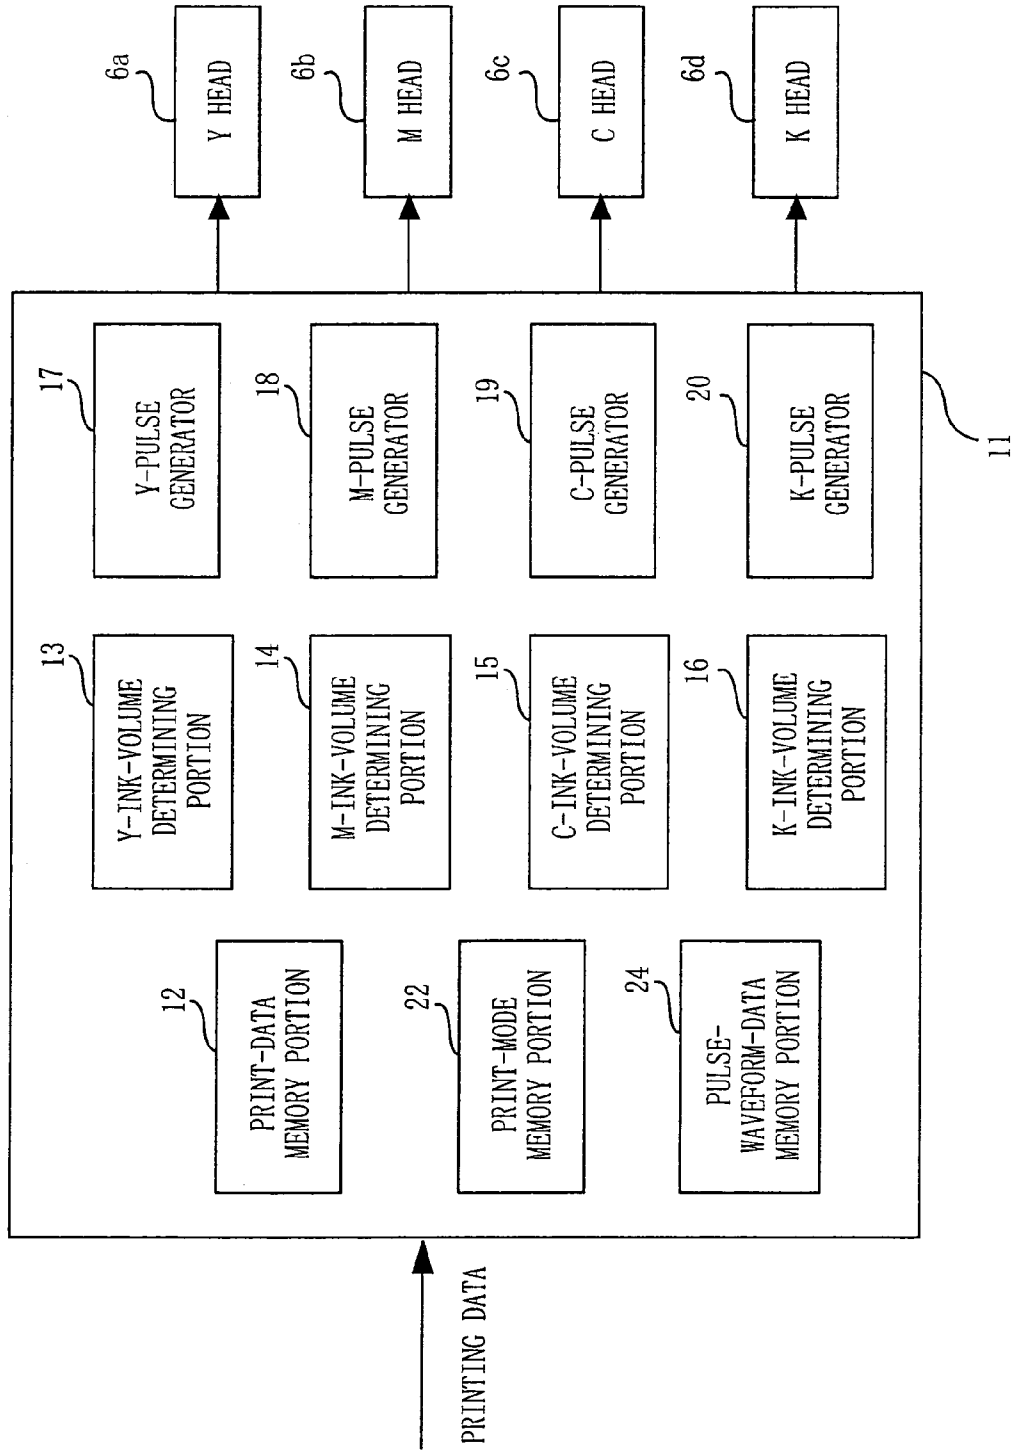 PRINTING DATA
12
PRINT-DATA
MEMORY PORTION
22
PRINT-MODE
MEMORY PORTION
24
PULSE-
WAVEFORM-DATA
MEMORY PORTION
13
Y-INK-VOLUME
DETERMINING
PORTION
14
M-INK-VOLUME
DETERMINING
PORTION
15
C-INK-VOLUME
DETERMINING
PORTION
16
K-INK-VOLUME
DETERMINING
PORTION
17
Y-PULSE
GENERATOR
18
M-PULSE
GENERATOR
19
C-PULSE
GENERATOR
20
K-PULSE
GENERATOR
11
6a
Y HEAD
6b
M HEAD
6c
C HEAD
6d
K HEAD